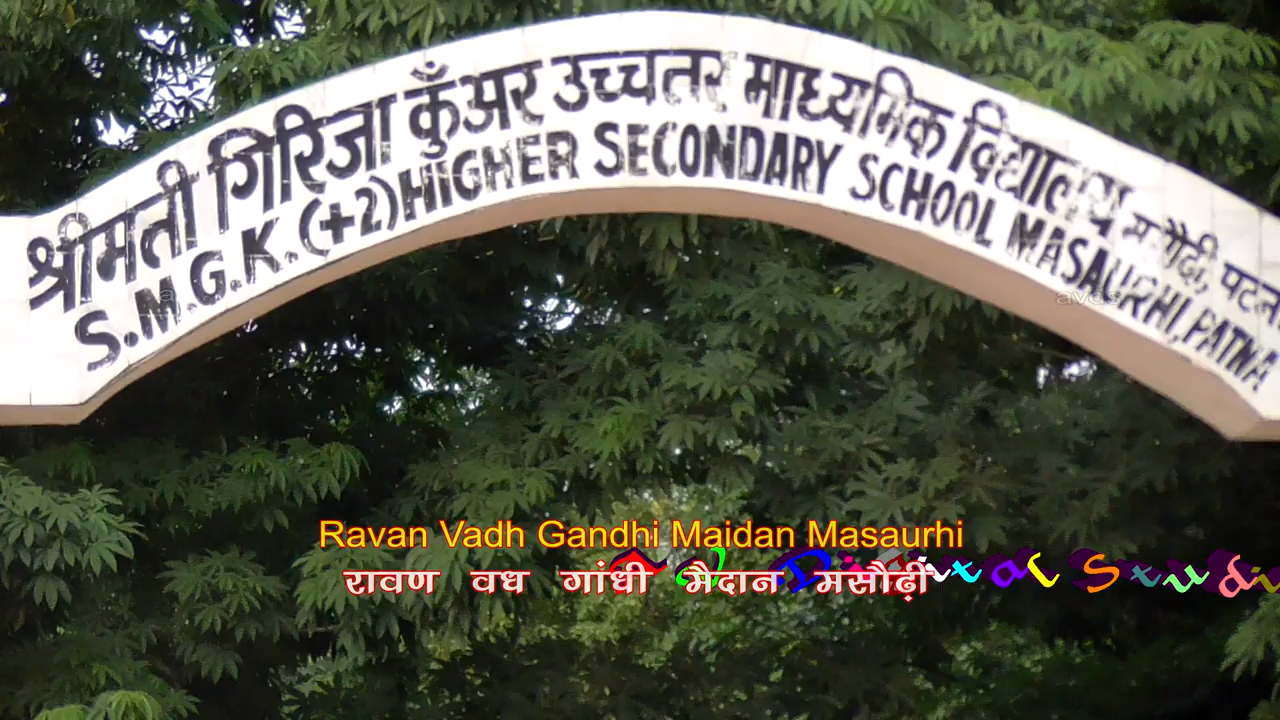 श्रीमती गिरिजा कुँअर उच्चतर माध्यमिक विद्यालय मसौढ़ी, पटना
S.M.G.K.(+2)HIGHER SECONDARY SCHOOL MASAURHI,PATNA
Ravan Vadh Gandhi Maidan Masaurhi
रावण वध गांधी मैदान मसौढ़ी